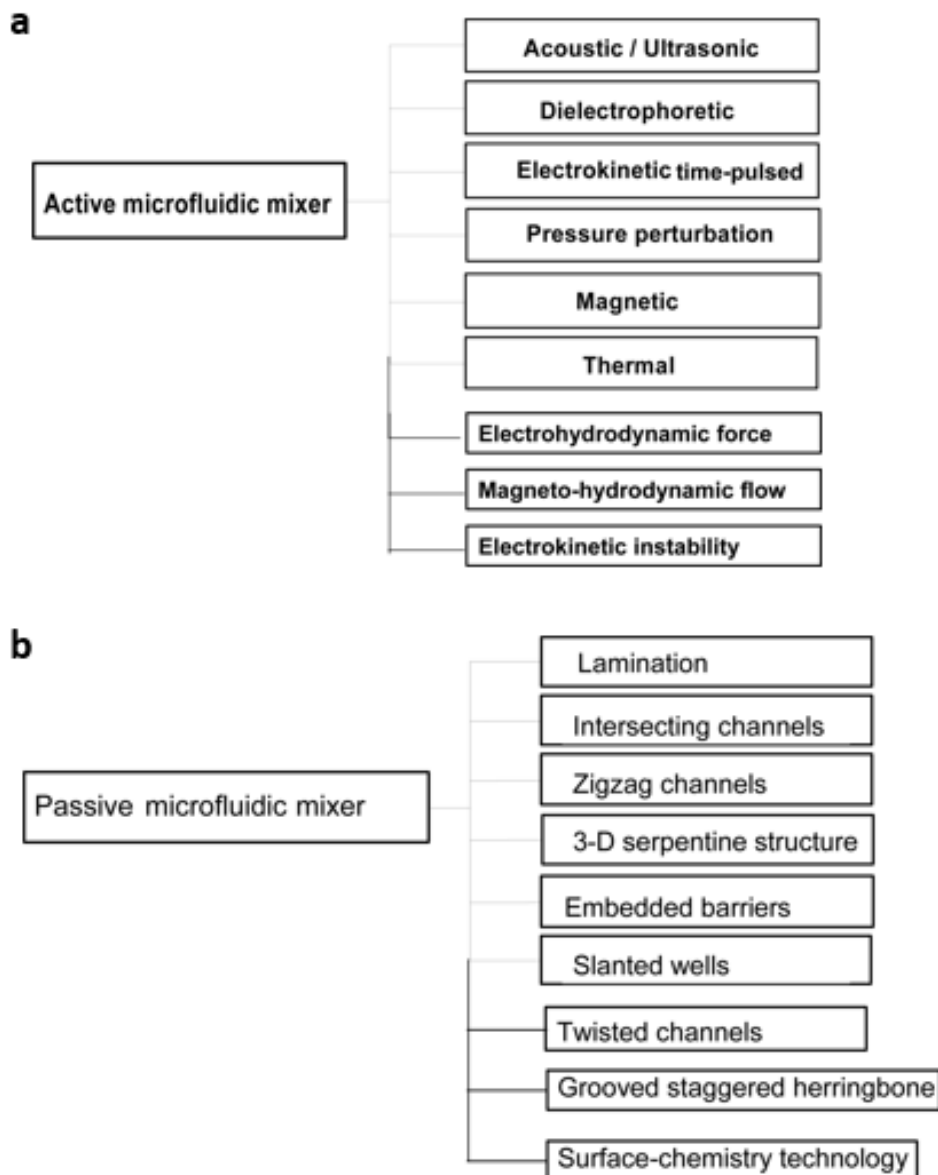 a
Acoustic / Ultrasonic
Dielectrophoretic
Electrokinetic time-pulsed
Active microfluidic mixer
Pressure perturbation
Magnetic
Thermal
Electrohydrodynamic force
Magneto-hydrodynamic flow
Electrokinetic instability
b
Lamination
Intersecting channels
Zigzag channels
Passive microfluidic mixer
3-D serpentine structure
Embedded barriers
Slanted wells
Twisted channels
Grooved staggered herringbone
Surface-chemistry technology